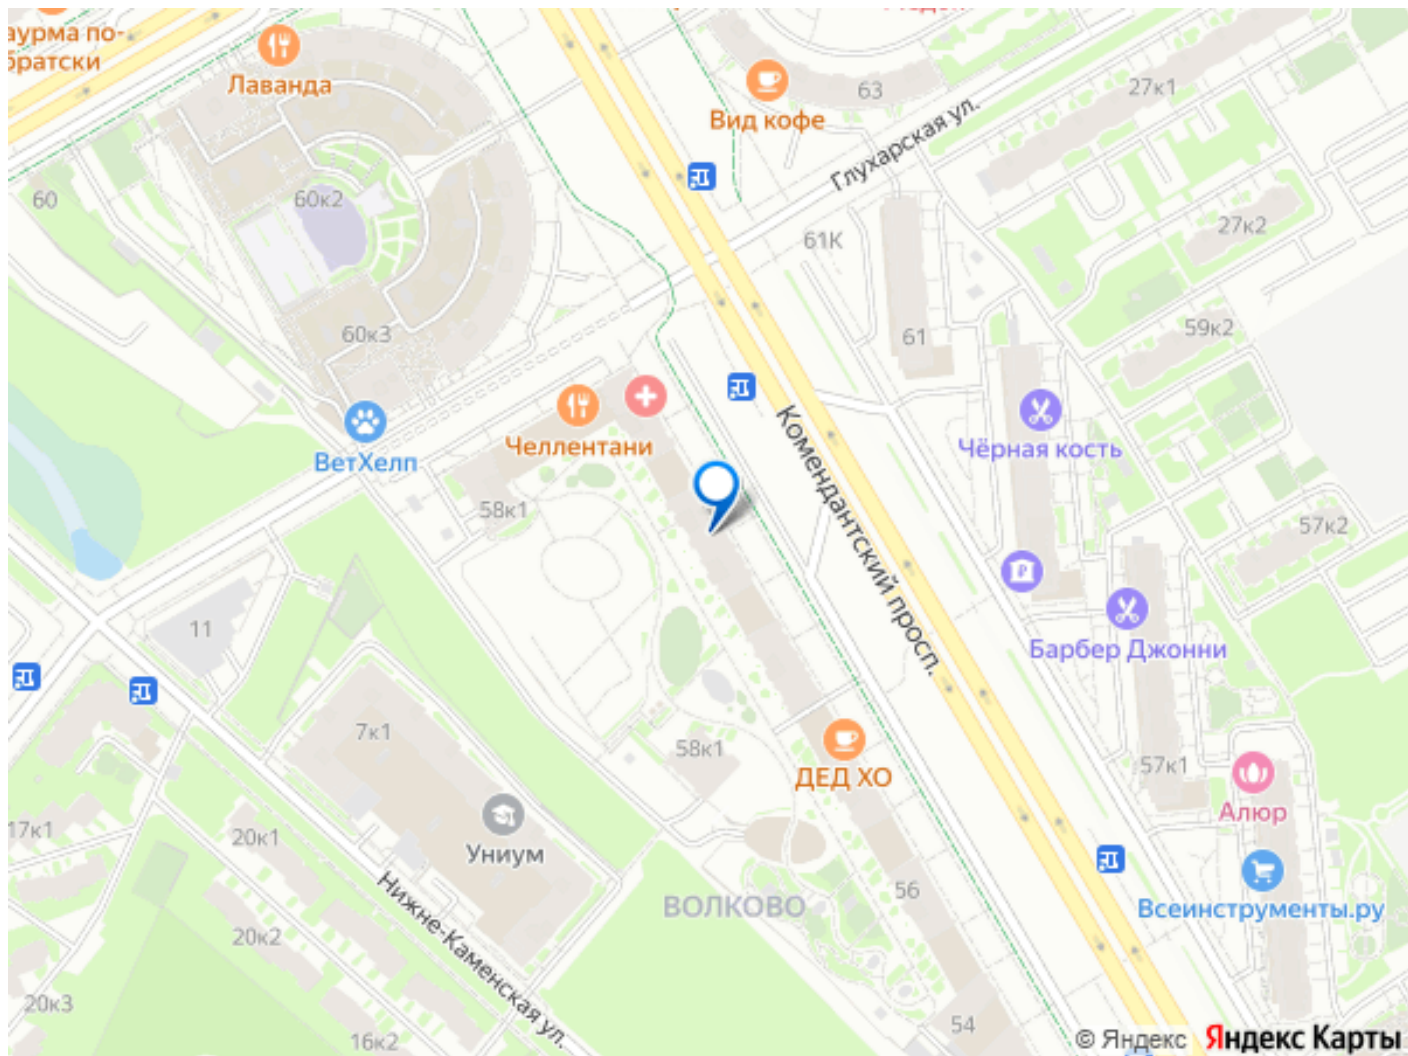 аурма по-
братски
Лаванда
Вид кофе
63
27к1
Глухарская ул.
60
60к2
61К
27к2
60к3
61
59к2
Челлентани
ВетХелп
Комендантский просп.
Чёрная кость
58к1
57к2
11
Барбер Джонни
7к1
58к1
ДЕД ХО
57к1
Алюр
17к1
20к1
Униум
56
ВОЛКОВО
Всеинструменты.ру
Нижне-Каменская ул.
20к2
20к3
16к2
54
© Яндекс Яндекс Карты